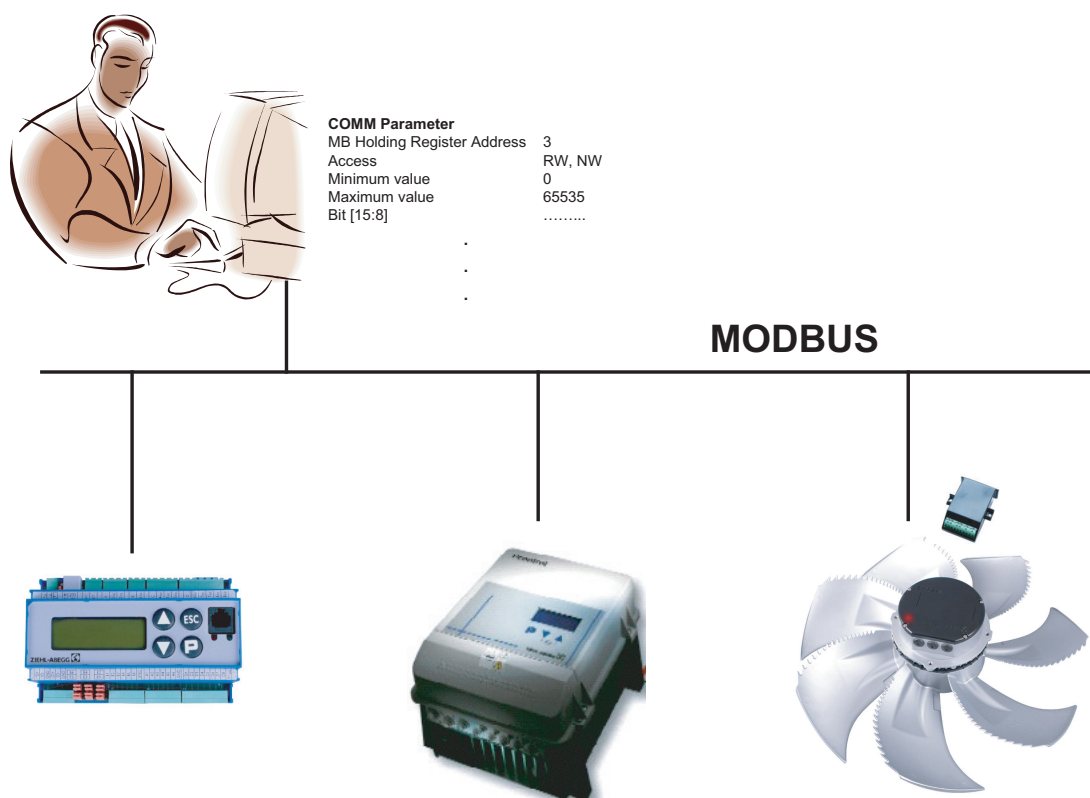 COMM Parameter
MB Holding Register Address 3
Access RW, NW
Minimum value 0
Maximum value 65535
Bit [15:8] ……...
.
.
.
MODBUS
ESC
P
ZIEHL-ABEGG
P